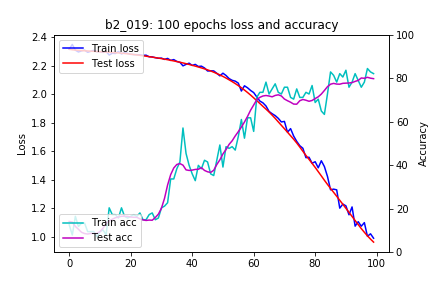 b2_019: 100 epochs loss and accuracy
2.4
2.2
2.0
1.8
1.6
1.4
1.2
1.0
Loss
Train loss
Test loss
Train acc
Test acc
100
80
60
40
20
0
Accuracy
0
20
40
60
80
100